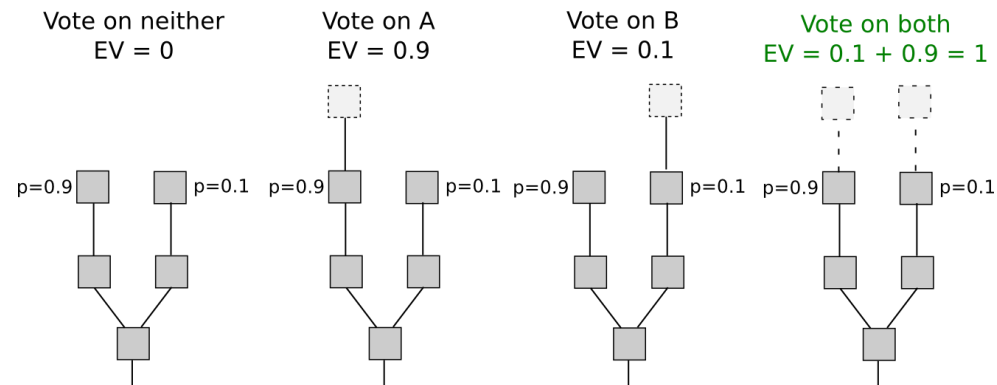 Vote on neither
EV = 0
Vote on A
EV = 0.9
Vote on B
EV = 0.1
Vote on both
EV = 0.1 + 0.9 = 1
p=0.9
p=0.1
p=0.9
p=0.1
p=0.9
p=0.1
p=0.9
p=0.1